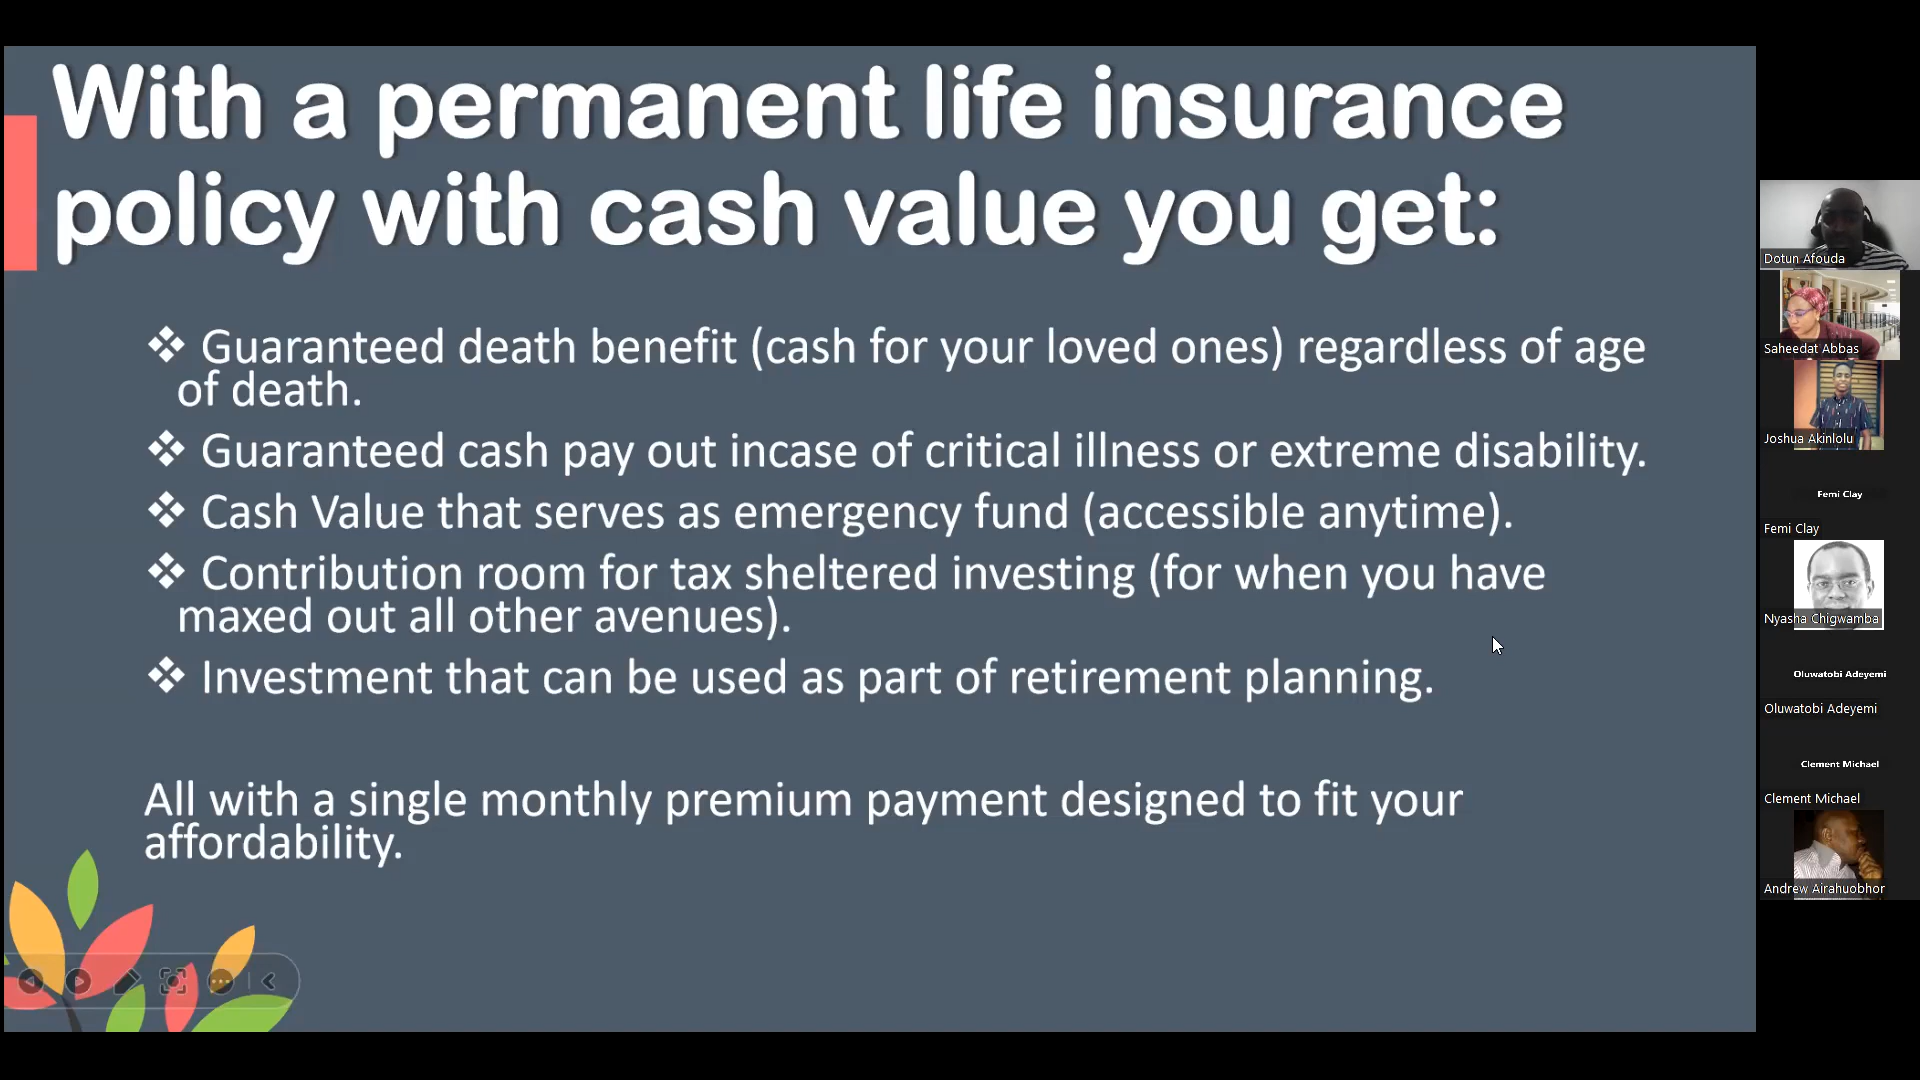 With a permanent life insurance
policy with cash value you get:
❖ Guaranteed death benefit (cash for your loved ones) regardless of age
of death.
❖ Guaranteed cash pay out incase of critical illness or extreme disability.
❖ Cash Value that serves as emergency fund (accessible anytime).
❖ Contribution room for tax sheltered investing (for when you have
maxed out all other avenues).
❖ Investment that can be used as part of retirement planning.
All with a single monthly premium payment designed to fit your
affordability.
Dotun Afouda
Saheedat Abbas
Joshua Akinlolu
Femi Clay
Femi Clay
Nyasha Chigwamba
Oluwatobi Adeyemi
Oluwatobi Adeyemi
Clement Michael
Clement Michael
Andrew Airahuobhor